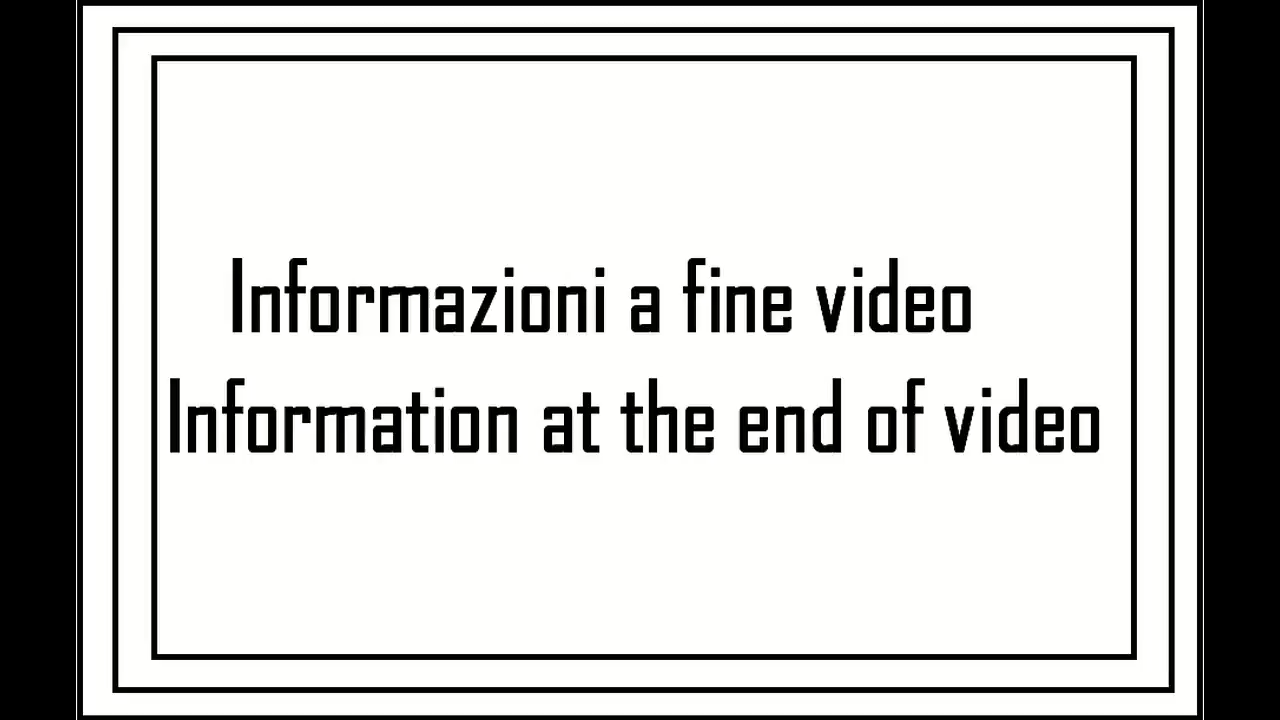 Informazioni a fine video
Information at the end of video